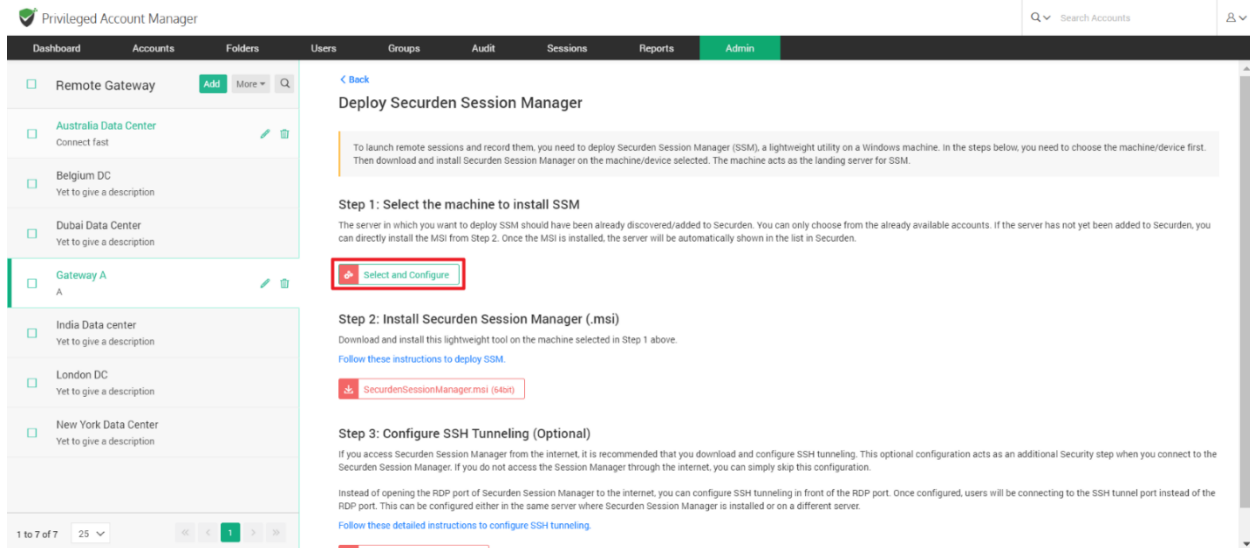 Privileged Account Manager
Search Accounts
Dashboard Accounts Folders Users Groups Audit Sessions Reports Admin
Remote Gateway Add More
Australia Data Center
Connect fast
Belgium DC
Yet to give a description
Dubai Data Center
Yet to give a description
Gateway A
A
India Data center
Yet to give a description
London DC
Yet to give a description
New York Data Center
Yet to give a description
1 to 7 of 7 25 « < 1 > »
< Back
Deploy Securden Session Manager
To launch remote sessions and record them, you need to deploy Securden Session Manager (SSM), a lightweight utility on a Windows machine. In the steps below, you need to choose the machine/device first.
Then download and install Securden Session Manager on the machine/device selected. The machine acts as the landing server for SSM.
Step 1: Select the machine to install SSM
The server in which you want to deploy SSM should have been already discovered/added to Securden. You can only choose from the already available accounts. If the server has not yet been added to Securden, you
can directly install the MSI from Step 2. Once the MSI is installed, the server will be automatically shown in the list in Securden.
Select and Configure
Step 2: Install Securden Session Manager (.msi)
Download and install this lightweight tool on the machine selected in Step 1 above.
Follow these instructions to deploy SSM.
SecurdenSessionManager.msi (64bit)
Step 3: Configure SSH Tunneling (Optional)
If you access Securden Session Manager from the internet, it is recommended that you download and configure SSH tunneling. This optional configuration acts as an additional Security step when you connect to the
Securden Session Manager. If you do not access the Session Manager through the internet, you can simply skip this configuration.
Instead of opening the RDP port of Securden Session Manager to the internet, you can configure SSH tunneling in front of the RDP port. Once configured, users will be connecting to the SSH tunnel port instead of the
RDP port. This can be configured either in the same server where Securden Session Manager is installed or on a different server.
Follow these detailed instructions to configure SSH tunneling.